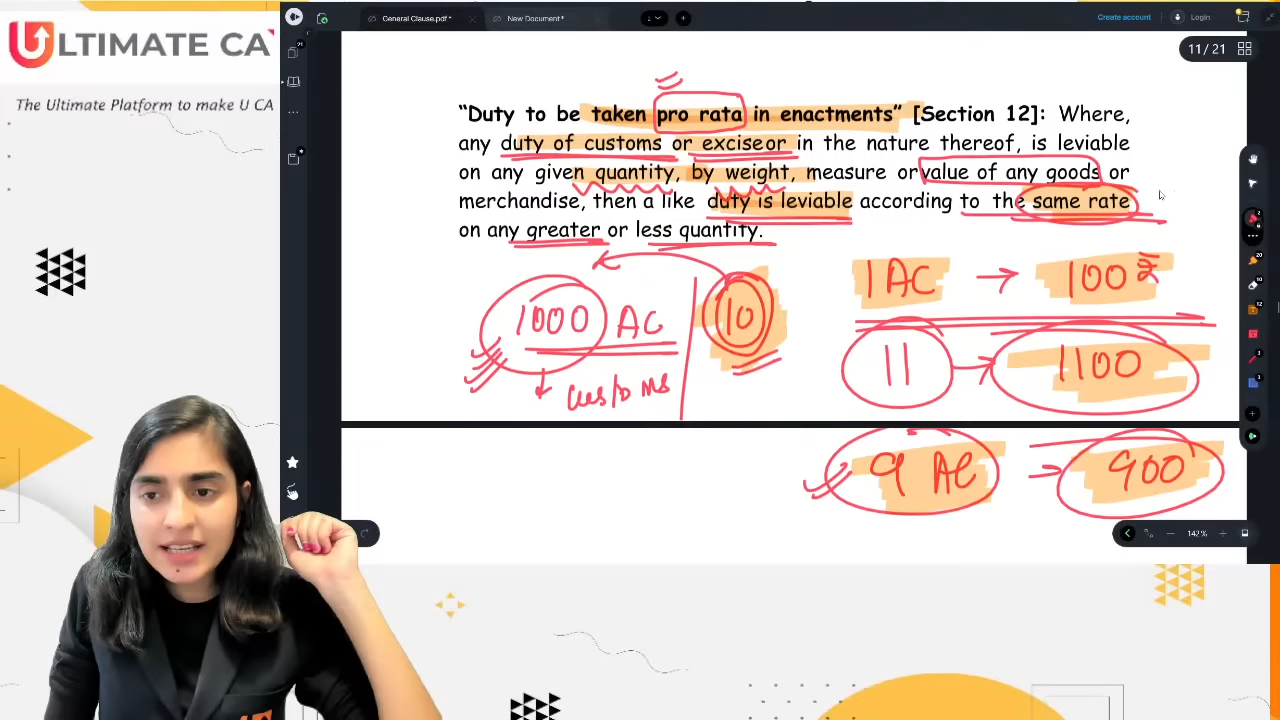 ULTIMATE CA
The Ultimate Platform to make U CA
General Clause.pdf *
New Document*
2
Create account
Login
11 / 21
"Duty to be taken pro rata in enactments" [Section 12]: Where,
any duty of customs or exciseor in the nature thereof, is leviable
on any given quantity, by weight, measure or value of any goods or
merchandise, then a like duty is leviable according to the same rate
on any greater or less quantity.
1000 AC
customs
10
1 AC → 100 ₹
11 → 1100
9 AC → 900
142%